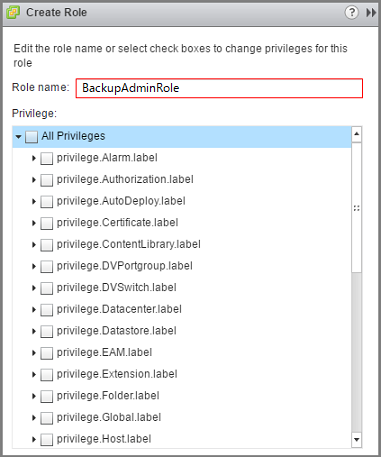 Create Role
?
Edit the role name or select check boxes to change privileges for this
role
Role name: BackupAdminRole
Privilege:
All Privileges
privilege.Alarm.label
privilege.Authorization.label
privilege.AutoDeploy.label
privilege.Certificate.label
privilege.ContentLibrary.label
privilege.DVPortgroup.label
privilege.DVSwitch.label
privilege.Datacenter.label
privilege.Datastore.label
privilege.EAM.label
privilege.Extension.label
privilege.Folder.label
privilege.Global.label
privilege.Host.label